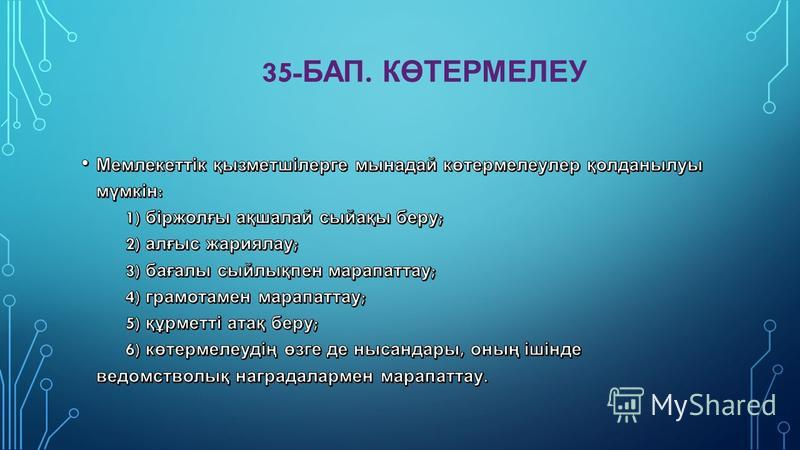 35-БАП. КӨТЕРМЕЛЕУ
• Мемлекеттік қызметшілерге мынадай көтермелеулер қолданылуы
мүмкін:
1) біржолғы ақшалай сыйақы беру;
2) алғыс жариялау;
3) бағалы сыйлықпен марапаттау;
4) грамотамен марапаттау;
5) құрметті атақ беру;
6) көтермелеудің өзге де нысандары, оның ішінде
ведомстволық наградалармен марапаттау.
MyShared